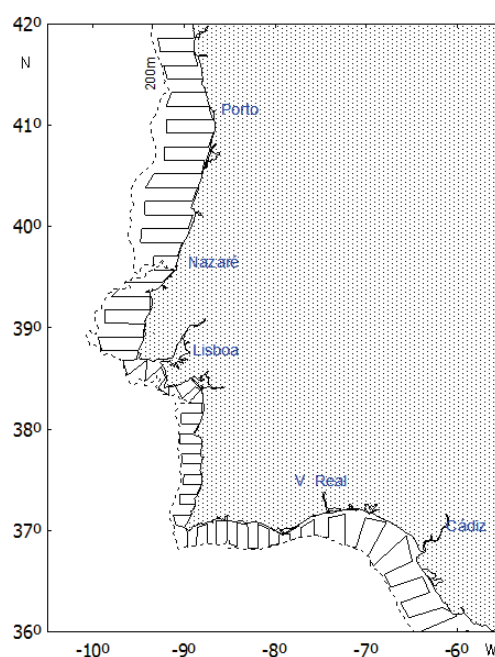 42⁰
N
200m
41⁰
Porto
40⁰
Nazaré
39⁰
Lisboa
38⁰
V. Real
37⁰
Cádiz
36⁰
-10⁰ -9⁰ -8⁰ -7⁰ -6⁰ W